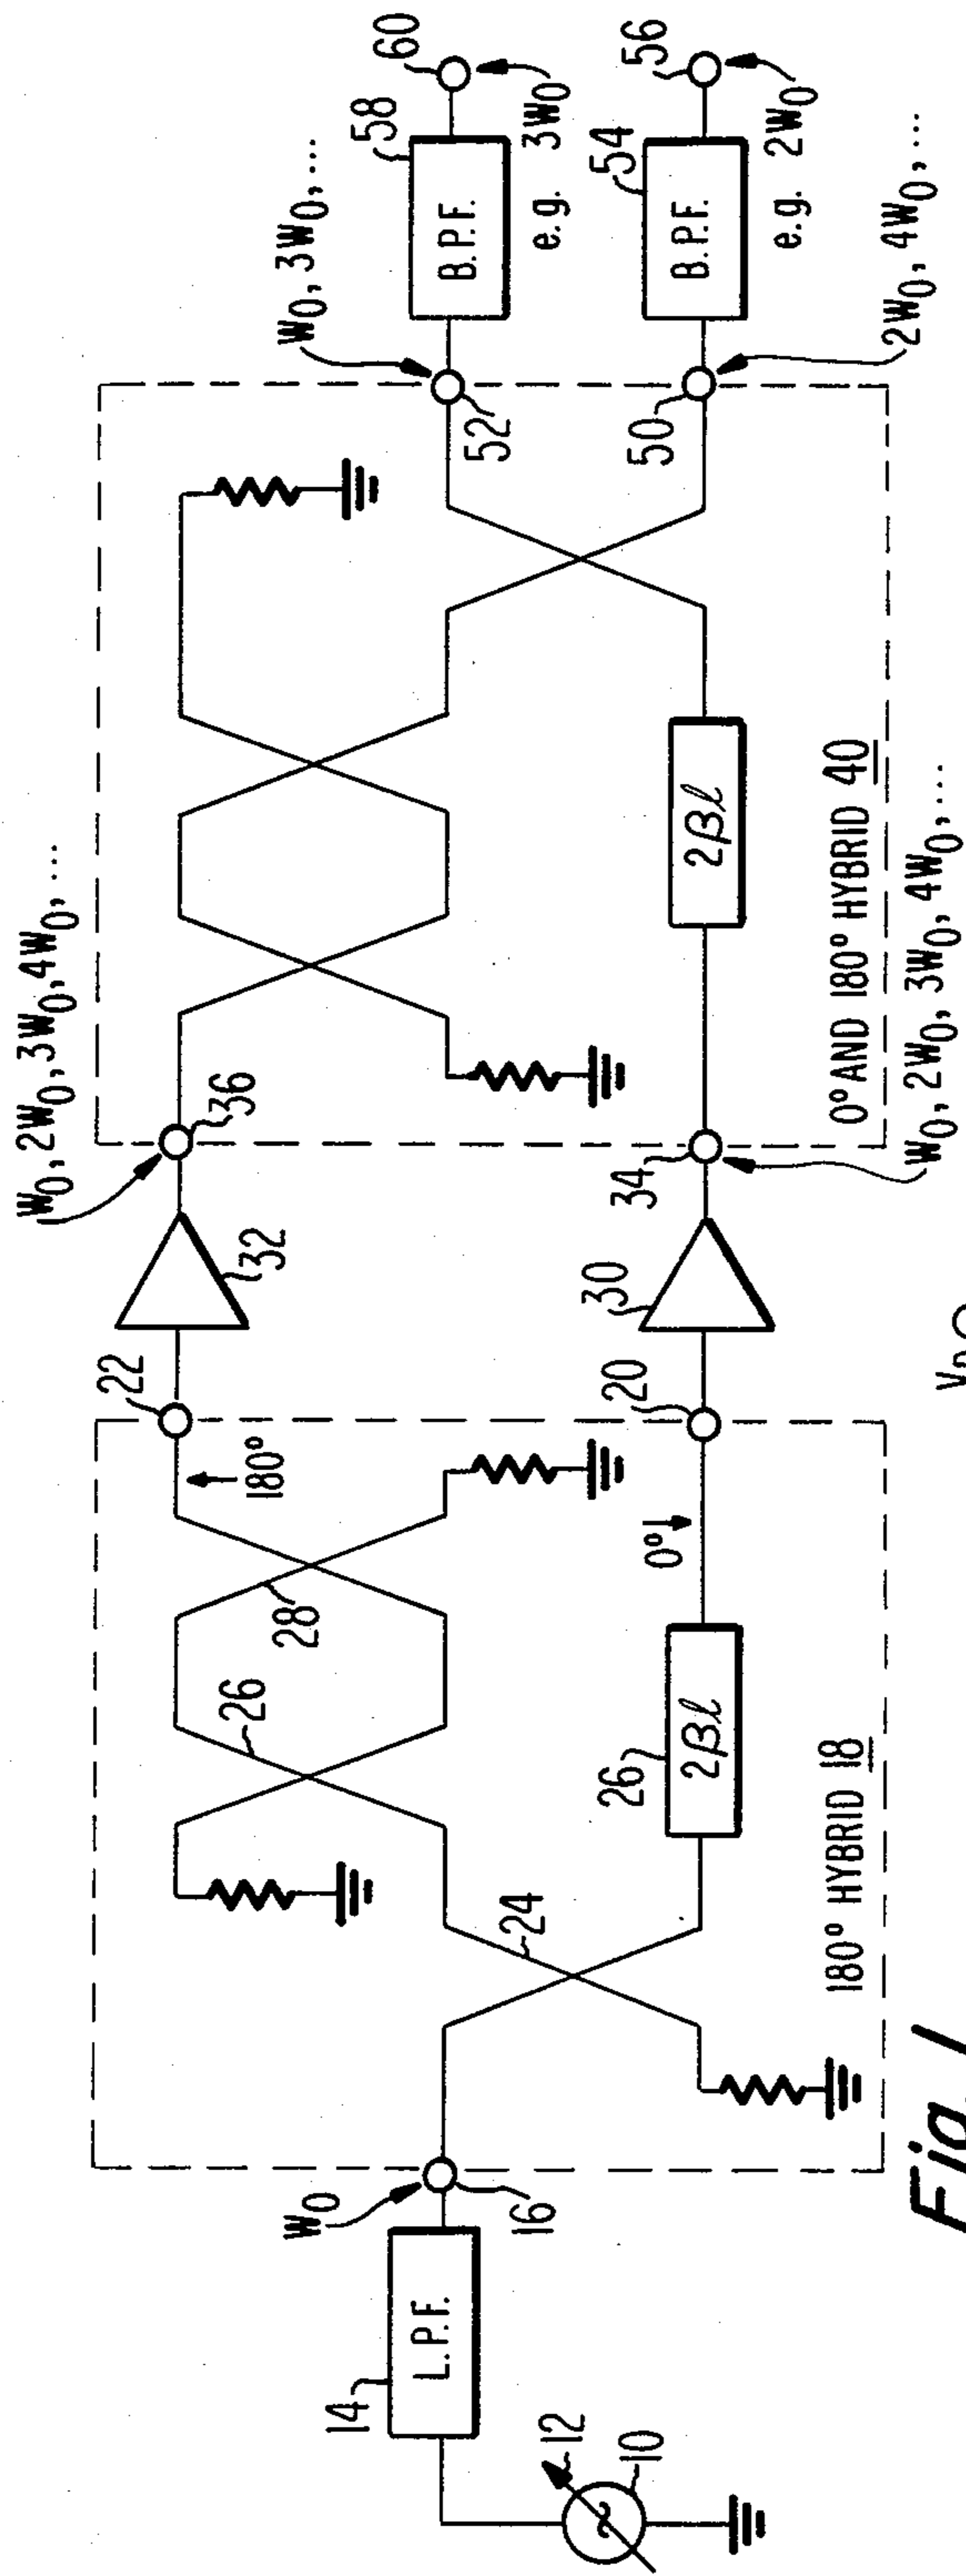 W₀, 2W₀, 3W₀, 4W₀, ...
60
58
3W₀
W₀, 3W₀, ...
B.P.F.
e.g.
52
56
54
2W₀
B.P.F.
e.g.
50
2W₀, 4W₀, ...
36
32
22
180°
28
26
2βℓ
0° AND 180° HYBRID 40
34
W₀, 2W₀, 3W₀, 4W₀, ...
30
20
0°
26
2βℓ
24
180° HYBRID 18
W₀
16
14
L.P.F.
12
10
Fig. 1